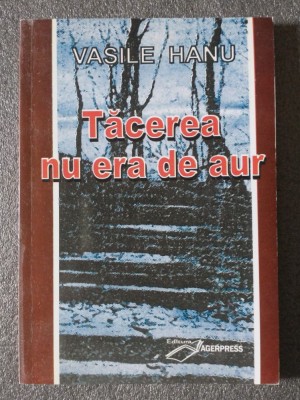 VASILE HANU
Tăcerea
nu era de aur
Editura
AGERPRESS